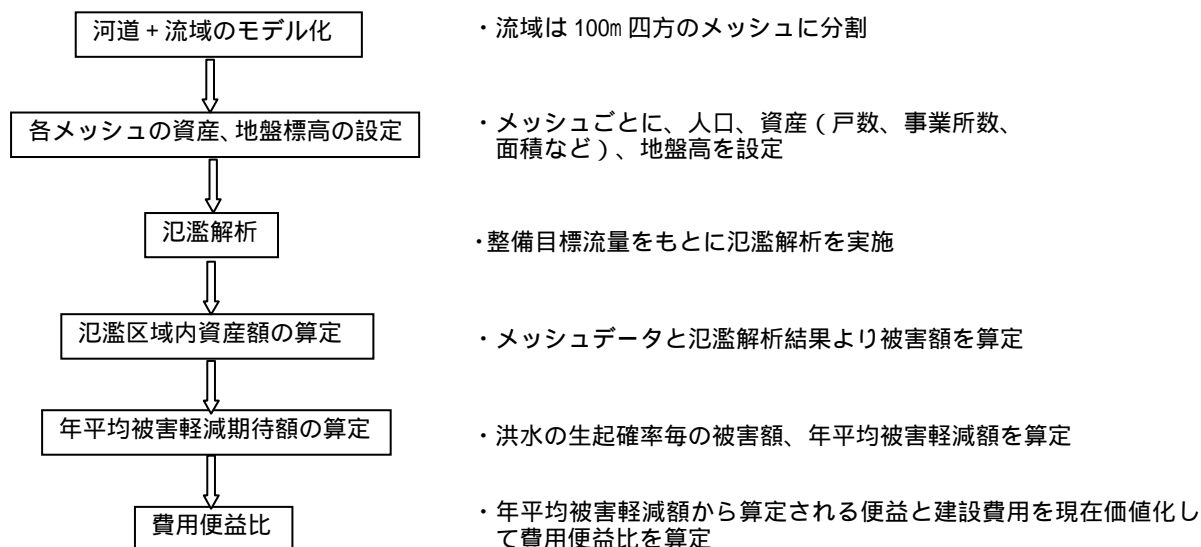 河道+流域のモデル化
・流域は100m四方のメッシュに分割
各メッシュの資産、地盤標高の設定
・メッシュごとに、人口、資産(戸数、事業所数、
面積など)、地盤高を設定
氾濫解析
・整備目標流量をもとに氾濫解析を実施
氾濫区域内資産額の算定
・メッシュデータと氾濫解析結果より被害額を算定
年平均被害軽減期待額の算定
・洪水の生起確率毎の被害額、年平均被害軽減額を算定
費用便益比
・年平均被害軽減額から算定される便益と建設費用を現在価値化し
て費用便益比を算定